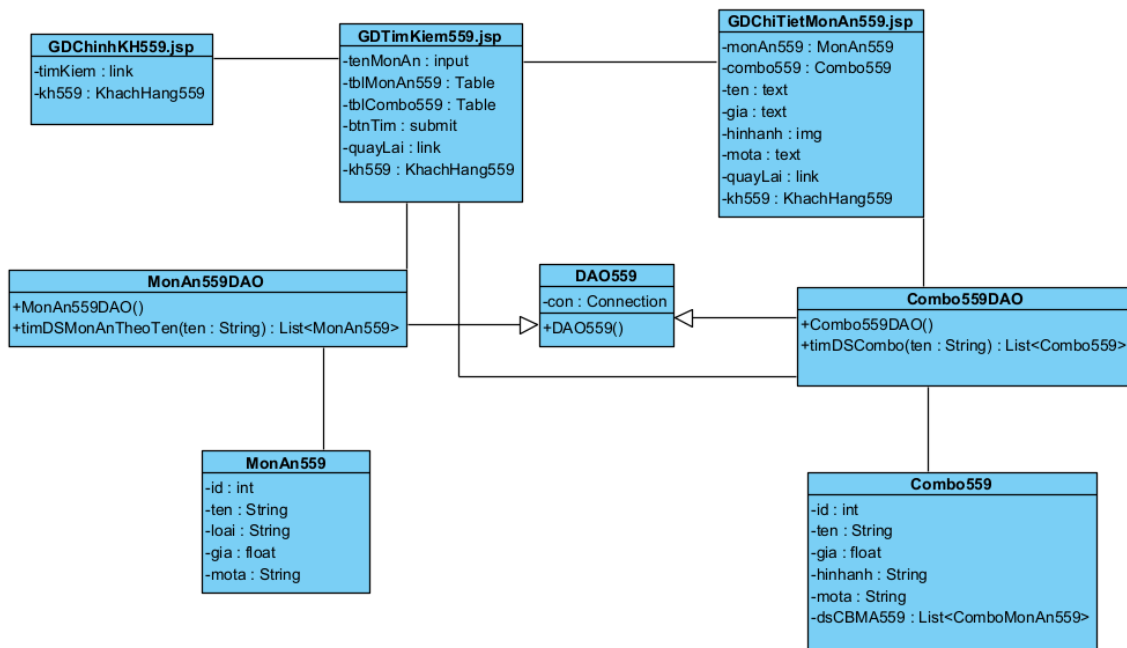 GDChinhKH559.jsp
-timKiem : link
-kh559 : KhachHang559
GDTimKiem559.jsp
-tenMonAn : input
-tblMonAn559 : Table
-tblCombo559 : Table
-btnTim : submit
-quayLai : link
-kh559 : KhachHang559
GDChiTietMonAn559.jsp
-monAn559 : MonAn559
-combo559 : Combo559
-ten : text
-gia : text
-hinhanh : img
-mota : text
-quayLai : link
-kh559 : KhachHang559
MonAn559DAO
+MonAn559DAO()
+timDSMonAnTheoTen(ten : String) : List<MonAn559>
DAO559
-con : Connection
+DAO559()
Combo559DAO
+Combo559DAO()
+timDSCombo(ten : String) : List<Combo559>
MonAn559
-id : int
-ten : String
-loai : String
-gia : float
-mota : String
Combo559
-id : int
-ten : String
-gia : float
-hinhanh : String
-mota : String
-dsCBMA559 : List<ComboMonAn559>